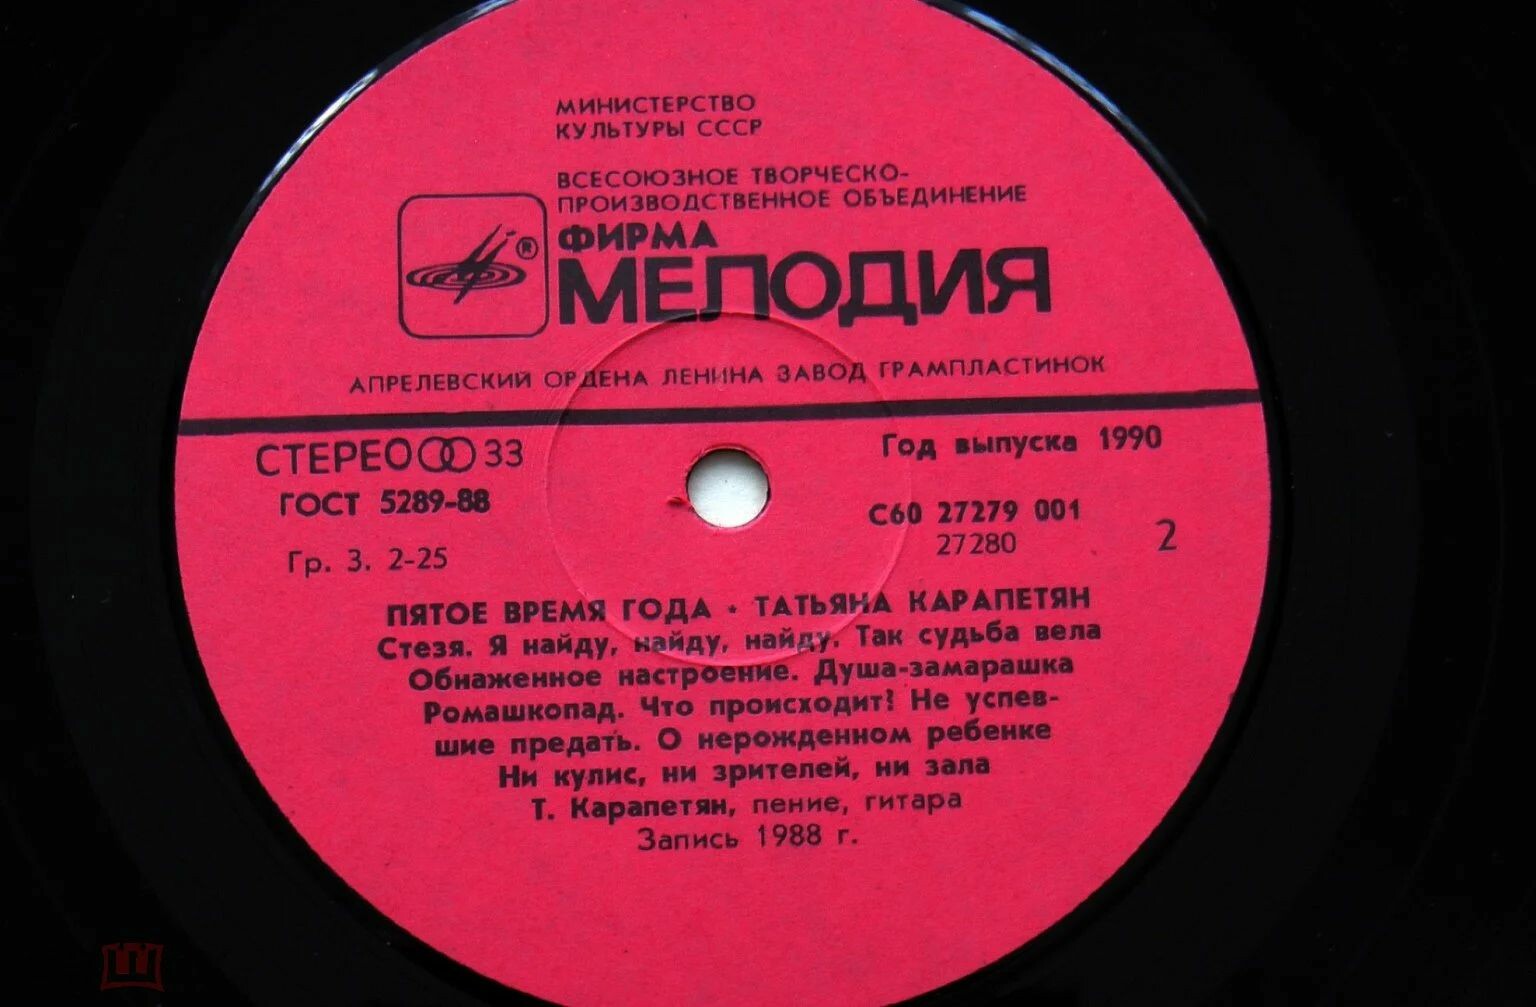 МИНИСТЕРСТВО
КУЛЬТУРЫ СССР
ВСЕСОЮЗНОЕ ТВОРЧЕСКО-
ПРОИЗВОДСТВЕННОЕ ОБЪЕДИНЕНИЕ
®
ФИРМА
МЕЛОДИЯ
АПРЕЛЕВСКИЙ ОРДЕНА ЛЕНИНА ЗАВОД ГРАМПЛАСТИНОК
СТЕРЕО 33
Год выпуска 1990
ГОСТ 5289-88
С60 27279 001
Гр. 3. 2-25
27280
2
ПЯТОЕ ВРЕМЯ ГОДА • ТАТЬЯНА КАРАПЕТЯН
Стезя. Я найду, найду, найду. Так судьба вела
Обнаженное настроение. Душа-замарашка
Ромашкопад. Что происходит? Не успев-
шие предать. О нерожденном ребенке
Ни кулис, ни зрителей, ни зала
Т. Карапетян, пение, гитара
Запись 1988 г.